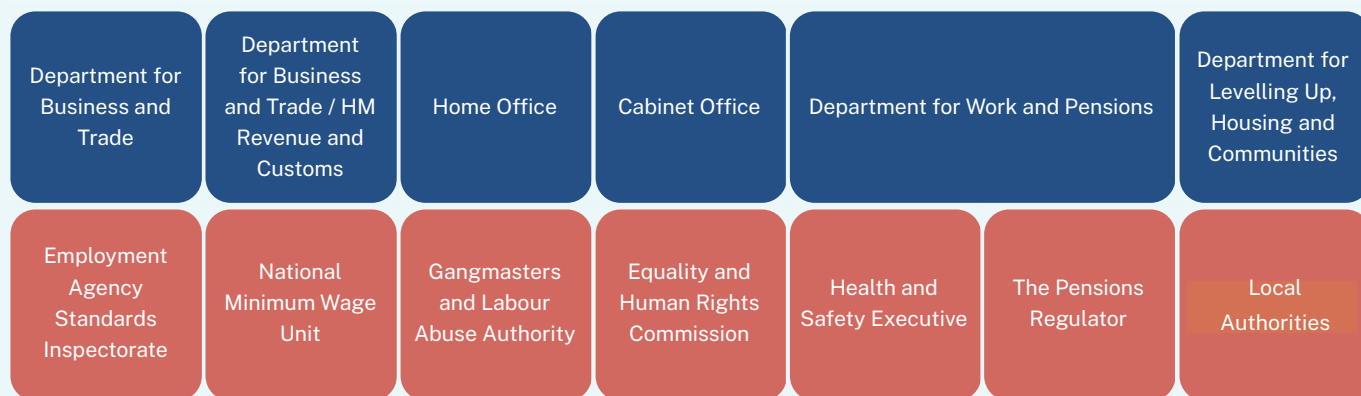 Department for
Business and
Trade
Department
for Business
and Trade / HM
Revenue and
Customs
Home Office
Cabinet Office
Department for Work and Pensions
Department for
Levelling Up,
Housing and
Communities
Employment
Agency
Standards
Inspectorate
National
Minimum Wage
Unit
Gangmasters
and Labour
Abuse Authority
Equality and
Human Rights
Commission
Health and
Safety Executive
The Pensions
Regulator
Local
Authorities